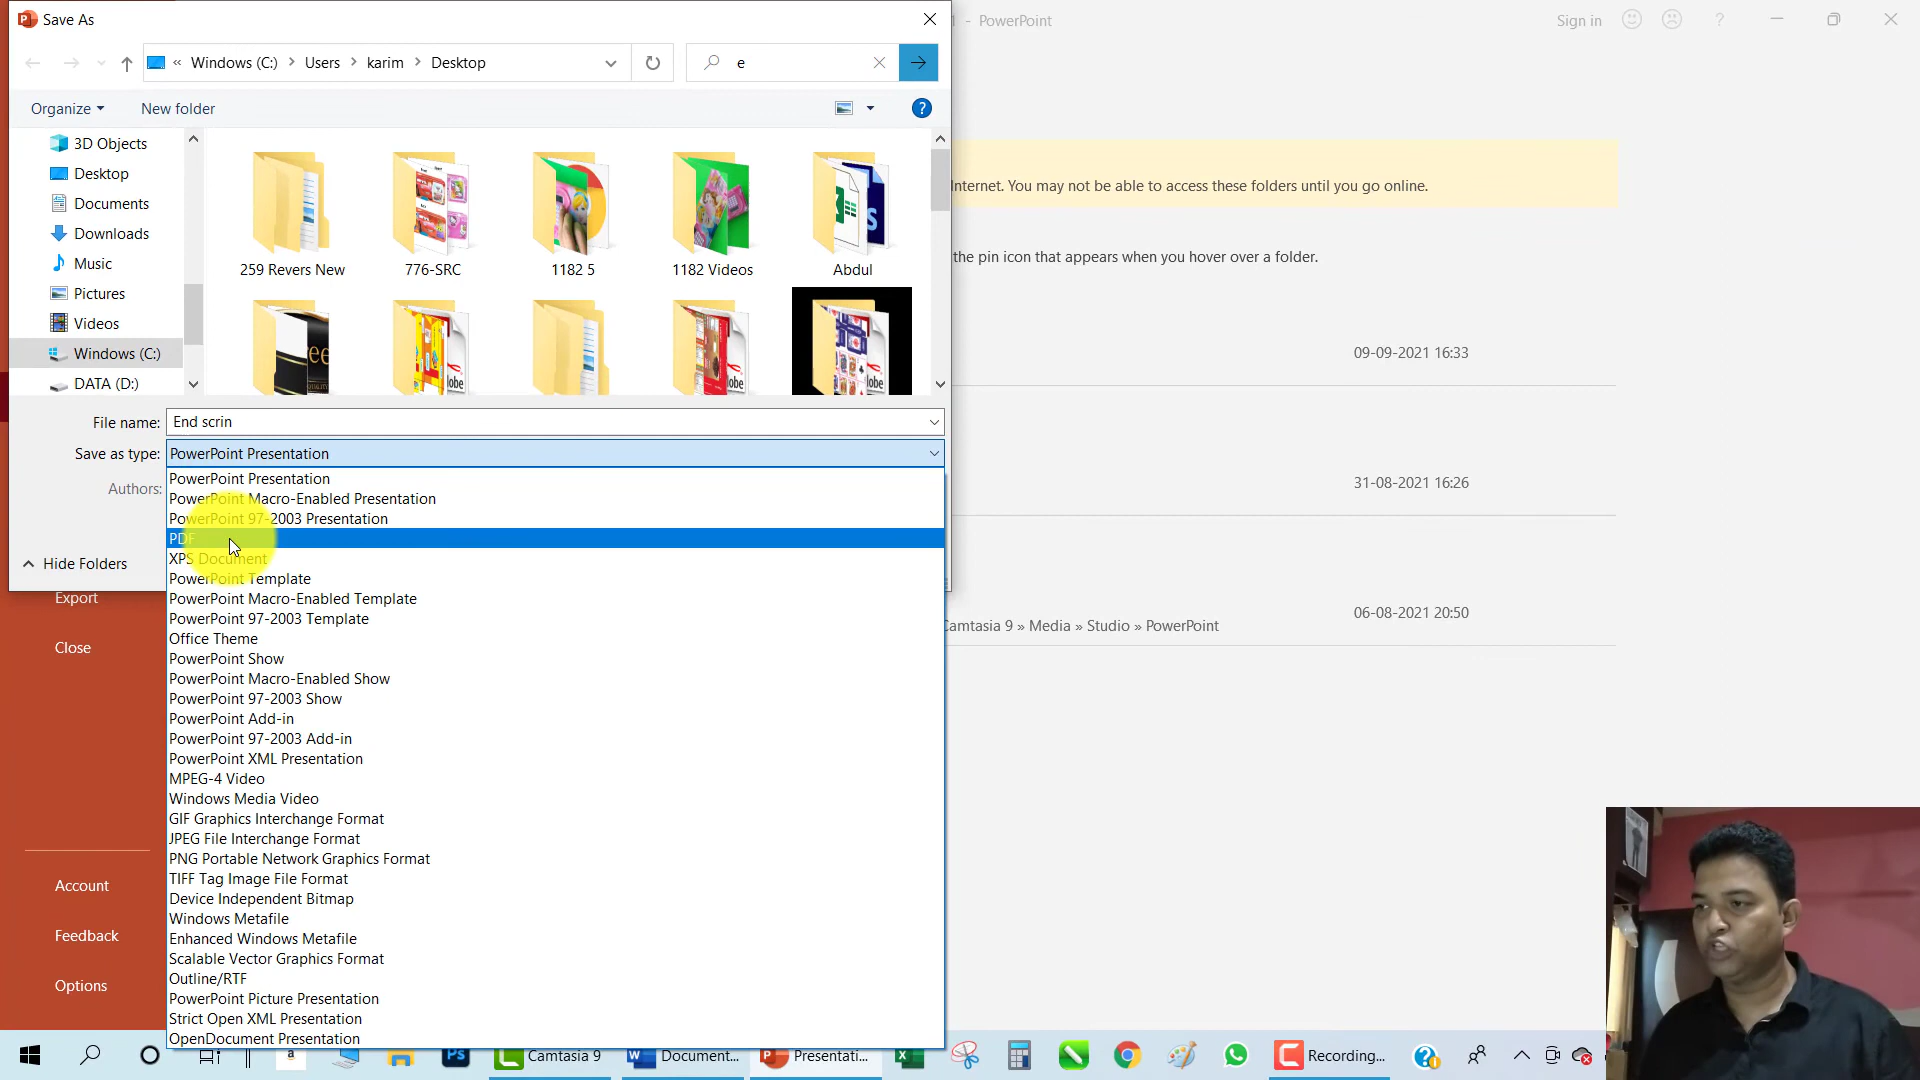 Save As
1 - PowerPoint
Sign in
?
« Windows (C:) > Users > karim > Desktop
e
Organize
New folder
?
3D Objects
Desktop
Documents
Downloads
Music
Pictures
Videos
Windows (C:)
DATA (D:)
259 Revers New
776-SRC
1182 5
1182 Videos
Abdul
Internet. You may not be able to access these folders until you go online.
the pin icon that appears when you hover over a folder.
09-09-2021 16:33
31-08-2021 16:26
06-08-2021 20:50
Camtasia 9 » Media » Studio » PowerPoint
File name: End scrin
Save as type: PowerPoint Presentation
Authors:
Hide Folders
PowerPoint Presentation
PowerPoint Macro-Enabled Presentation
PowerPoint 97-2003 Presentation
PDF
XPS Document
PowerPoint Template
PowerPoint Macro-Enabled Template
PowerPoint 97-2003 Template
Office Theme
PowerPoint Show
PowerPoint Macro-Enabled Show
PowerPoint 97-2003 Show
PowerPoint Add-in
PowerPoint 97-2003 Add-in
PowerPoint XML Presentation
MPEG-4 Video
Windows Media Video
GIF Graphics Interchange Format
JPEG File Interchange Format
PNG Portable Network Graphics Format
TIFF Tag Image File Format
Device Independent Bitmap
Windows Metafile
Enhanced Windows Metafile
Scalable Vector Graphics Format
Outline/RTF
PowerPoint Picture Presentation
Strict Open XML Presentation
OpenDocument Presentation
Export
Close
Account
Feedback
Options
Camtasia 9
Document...
Presentati...
Recording...